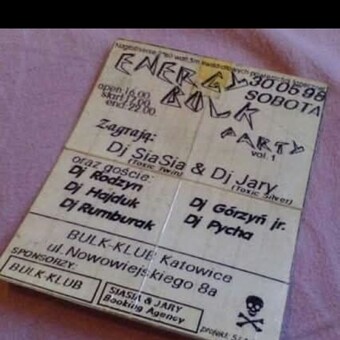 ENERGY 30.05.98
BULK SOBOTA
PARTY
vol. 1
open:16.00
start:17.00
end:22.00
Zagrają:
Dj SiaSia & Dj Jary
(Toxic Twin) (Toxic Silver)
oraz goście:
Dj Rodzyn
Dj Hajduk
Dj Rumburak
Dj Górzyń jr.
Dj Pycha
BULK-KLUB Katowice
ul.Nowowiejskiego 8a
SPONSORZY:
BULK-KLUB
SIASIA & JARY
Booking Agency